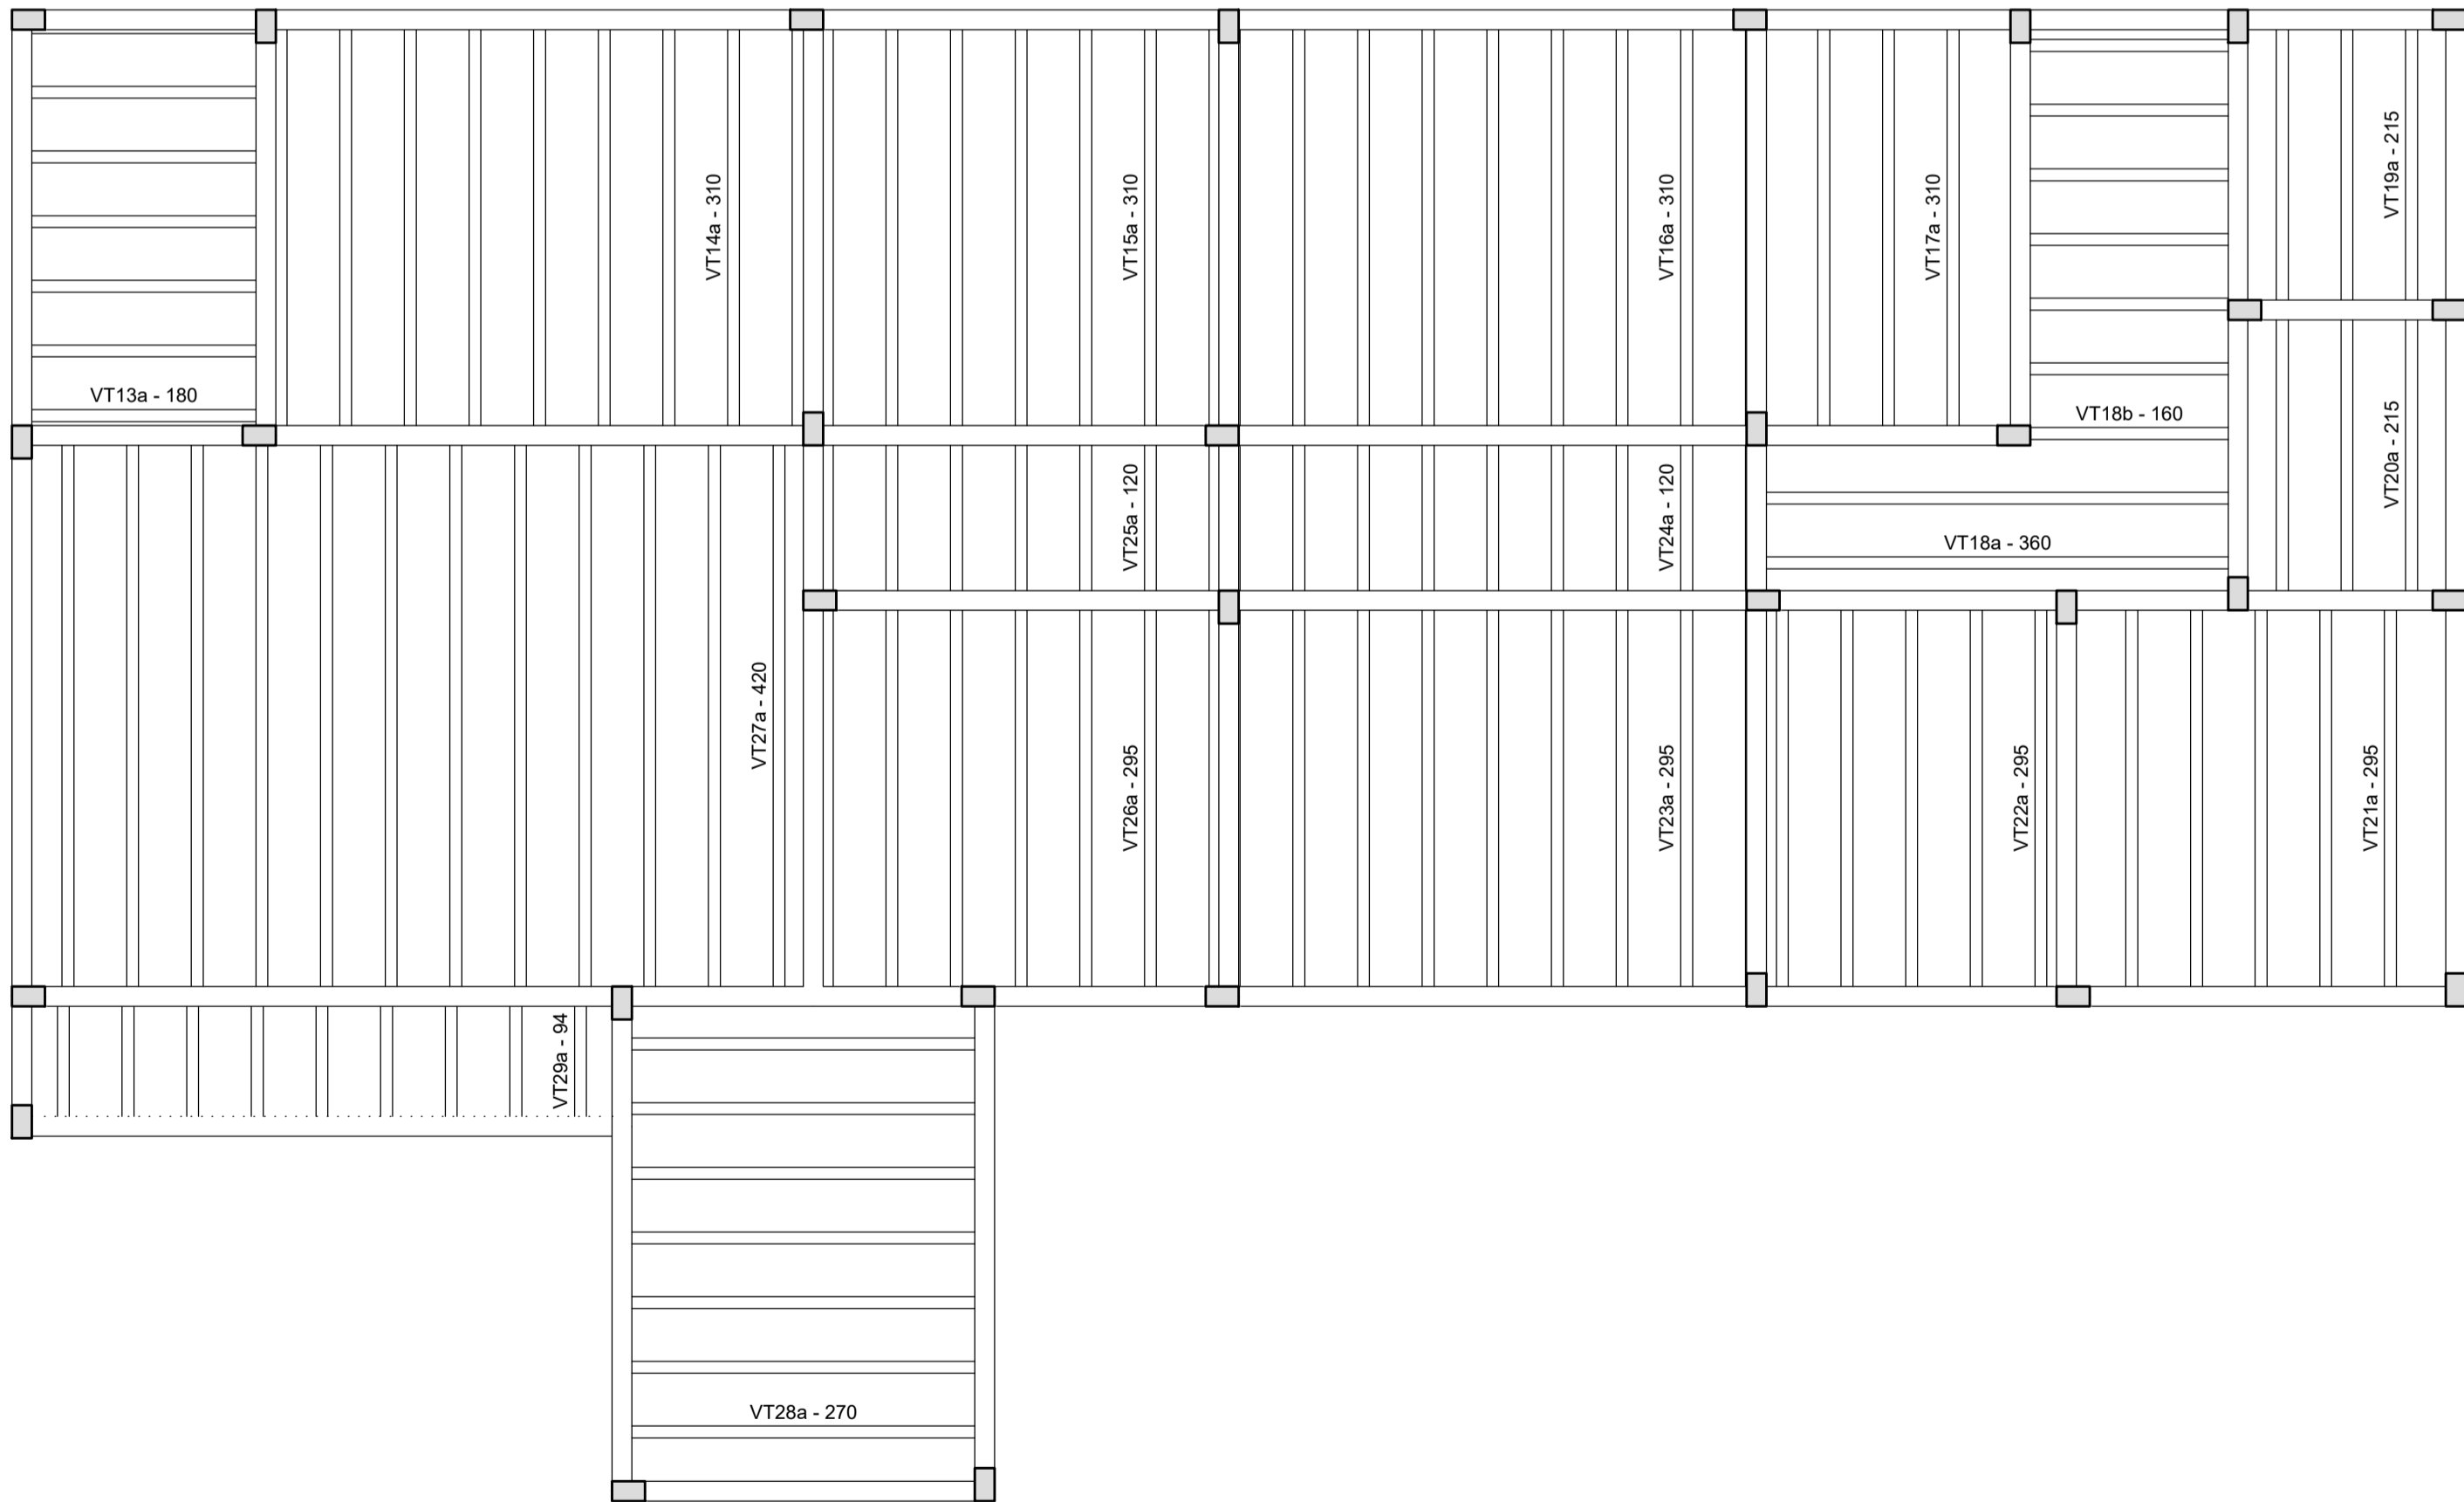 VT13a - 180
VT14a - 310
VT15a - 310
VT16a - 310
VT17a - 310
VT18b - 160
VT19a - 215
VT25a - 120
VT24a - 120
VT18a - 360
VT20a - 215
VT27a - 420
VT26a - 295
VT23a - 295
VT22a - 295
VT21a - 295
VT29a - 94
VT28a - 270